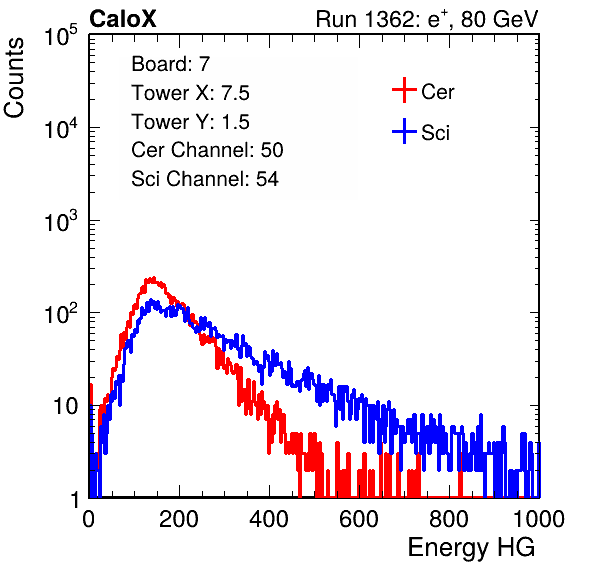 CaloX Run 1362: e⁺, 80 GeV
Counts
Board: 7
Tower X: 7.5
Tower Y: 1.5
Cer Channel: 50
Sci Channel: 54
Cer
Sci
10⁵
10⁴
10³
10²
10
1
0 200 400 600 800 1000
Energy HG